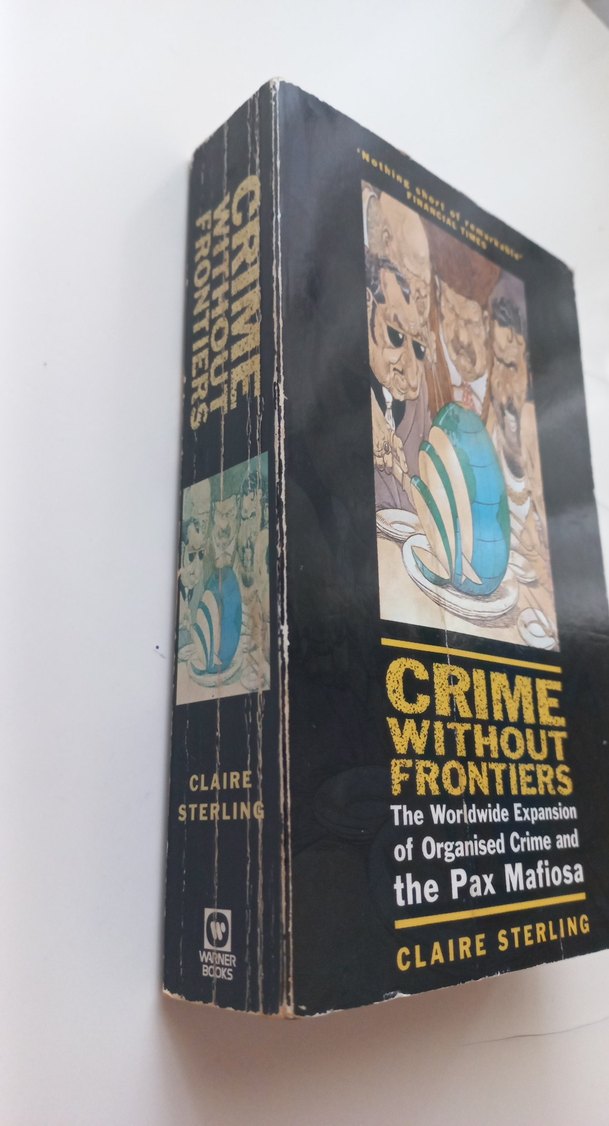 CRIME
WITHOUT
FRONTIERS
CLAIRE
STERLING
WARNER
BOOKS
'Nothing short of remarkable'
FINANCIAL TIMES
CRIME
WITHOUT
FRONTIERS
The Worldwide Expansion
of Organised Crime and
the Pax Mafiosa
CLAIRE STERLING